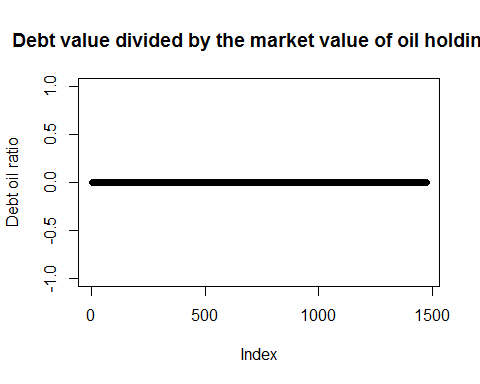 Debt value divided by the market value of oil holdin
Debt oil ratio
1.0
0.5
0.0
-0.5
-1.0
0 500 1000 1500
Index